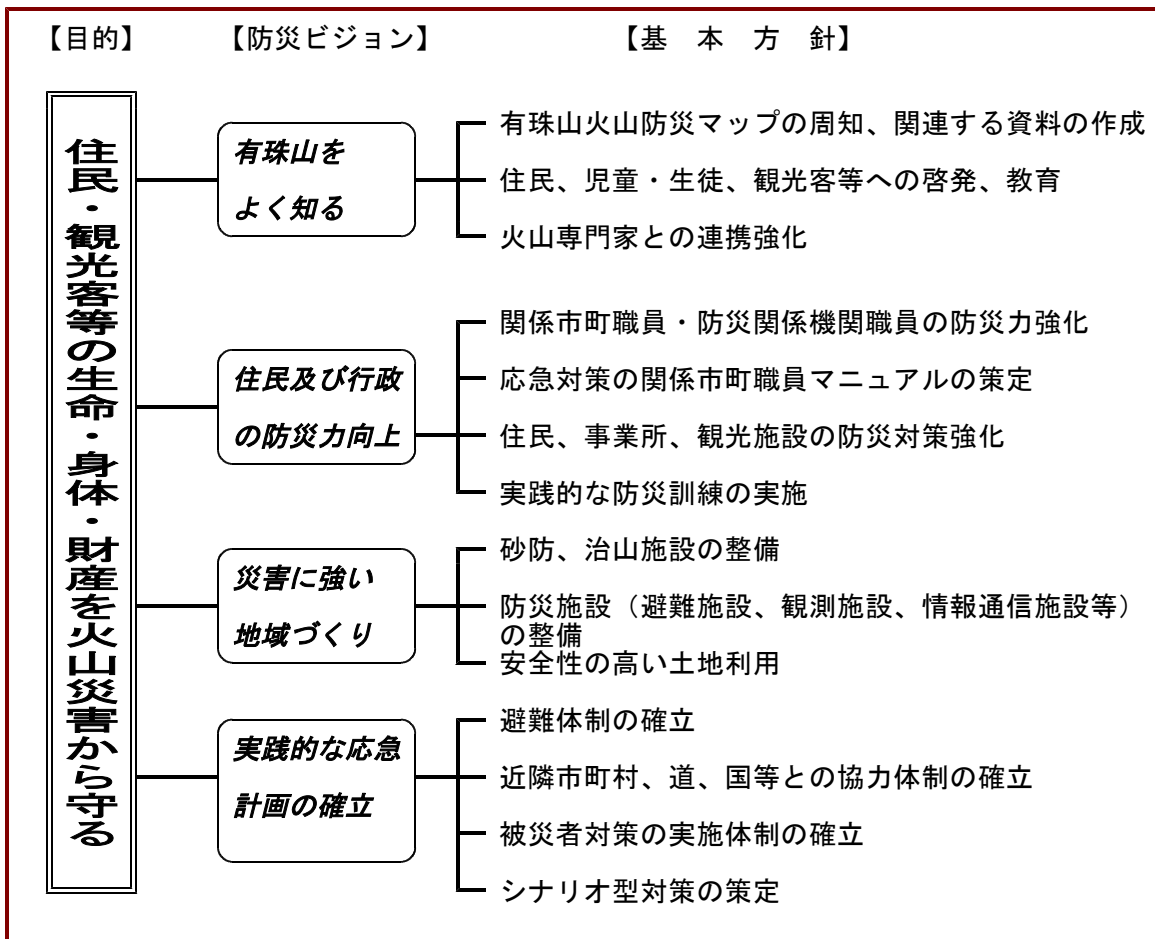 【目的】
【防災ビジョン】
【基　本　方　針】
住民・観光客等の生命・身体・財産を火山災害から守る
有珠山を
よく知る
有珠山火山防災マップの周知、関連する資料の作成
住民、児童・生徒、観光客等への啓発、教育
火山専門家との連携強化
住民及び行政
の防災力向上
関係市町職員・防災関係機関職員の防災力強化
応急対策の関係市町職員マニュアルの策定
住民、事業所、観光施設の防災対策強化
実践的な防災訓練の実施
災害に強い
地域づくり
砂防、治山施設の整備
防災施設（避難施設、観測施設、情報通信施設等）
の整備
安全性の高い土地利用
実践的な応急
計画の確立
避難体制の確立
近隣市町村、道、国等との協力体制の確立
被災者対策の実施体制の確立
シナリオ型対策の策定